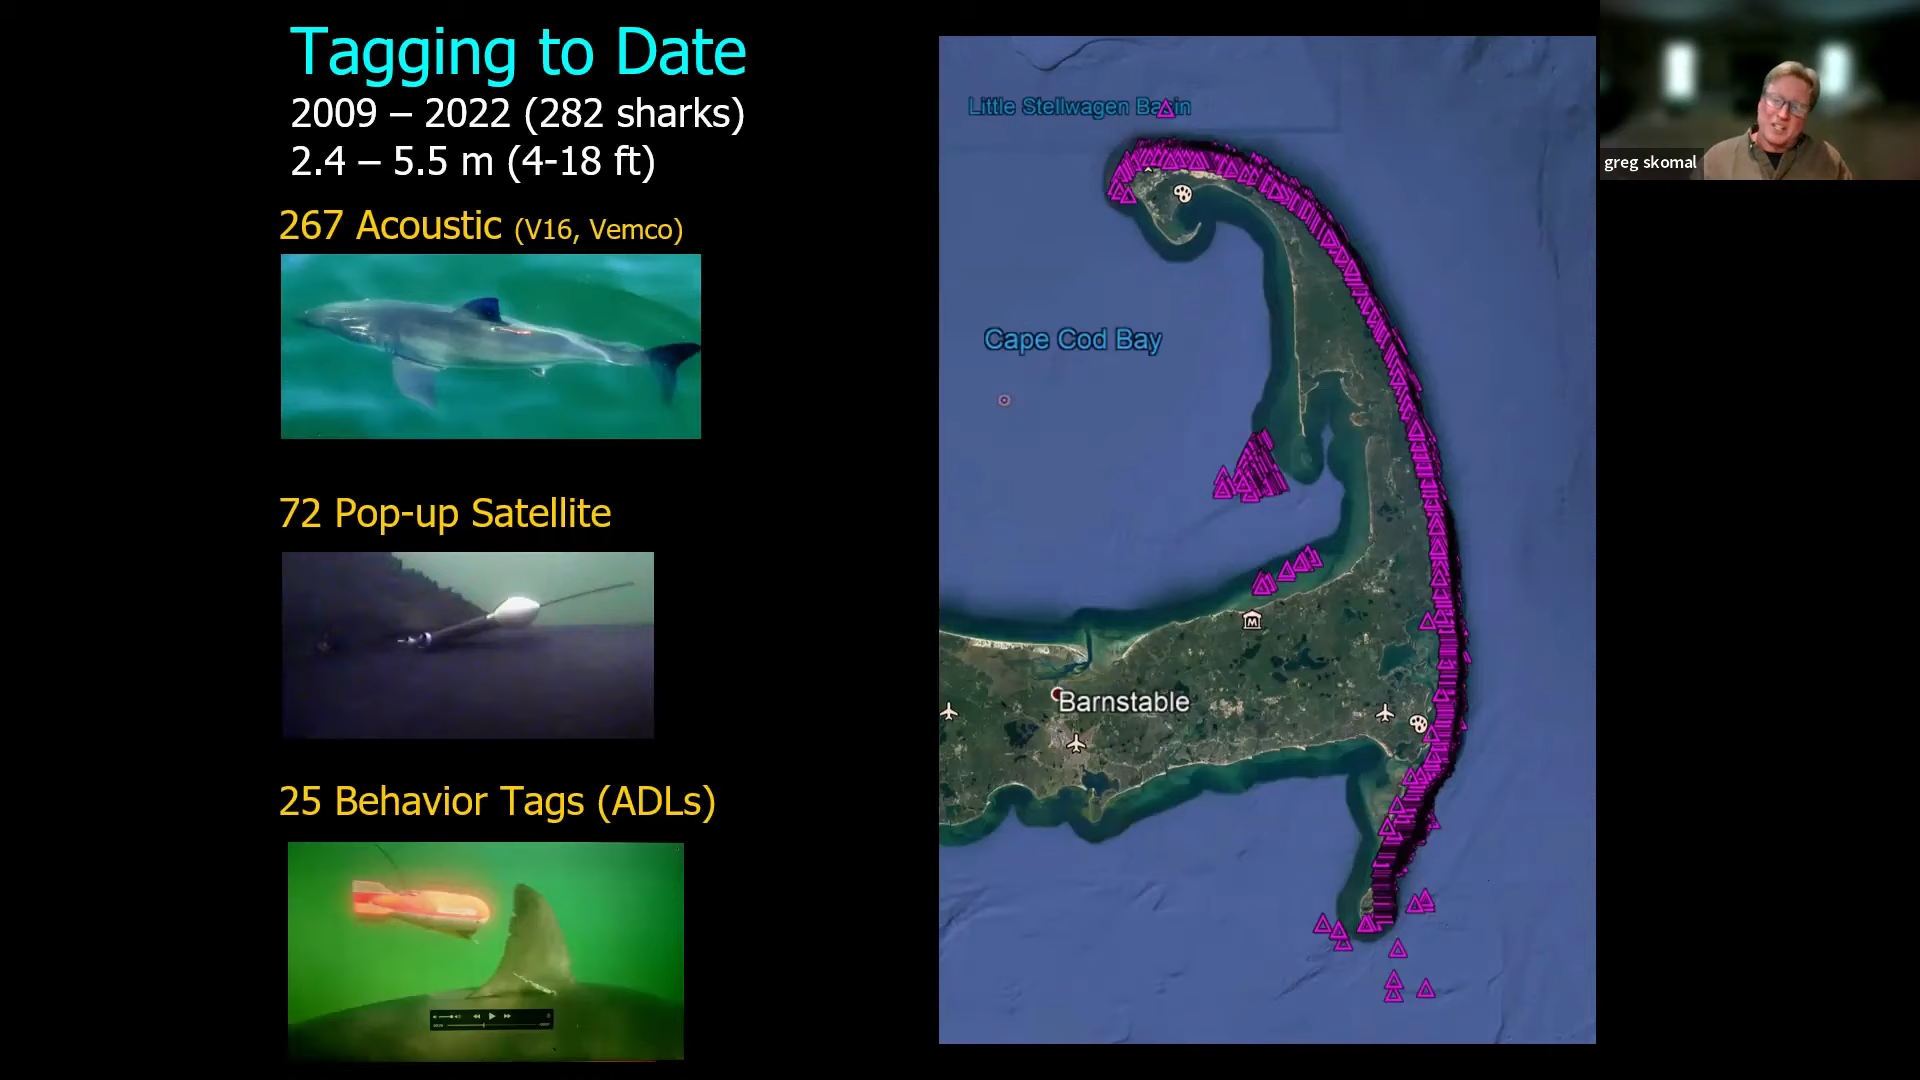 Tagging to Date
2009 – 2022 (282 sharks)
2.4 – 5.5 m (4-18 ft)
267 Acoustic (V16, Vemco)
72 Pop-up Satellite
25 Behavior Tags (ADLs)
Little Stellwagen Basin
Cape Cod Bay
Barnstable
greg skomal